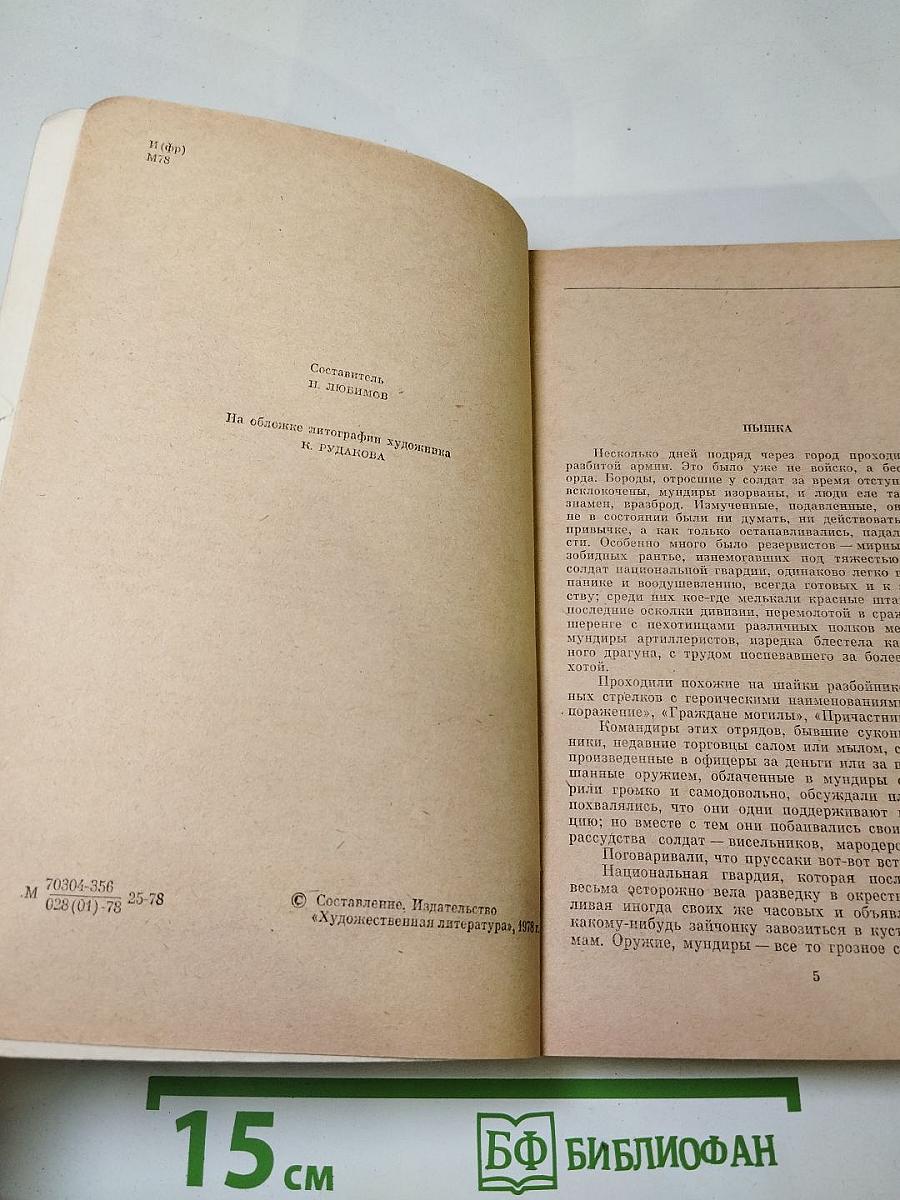 И(фр)
М78
Составитель
Н. ЛЮБИМОВ
На обложке литография художника
К. РУДАКОВА
М 70304-356 25-78
028(01)-78
© Составление. Издательство
«Художественная литература», 1978 г.
ПЫШКА
Несколько дней подряд через город проходи
разбитой армии. Это было уже не войско, а бес
орда. Бороды, отросшие у солдат за время отступ
всклокочены, мундиры изорваны, и люди еле та
знамен, вразброд. Измученные, подавленные, он
не в состоянии были ни думать, ни действовать
привычке, а как только останавливались, падал
сти. Особенно много было резервистов — мирны
зобидных рантье, изнемогавших под тяжестью
солдат национальной гвардии, одинаково легко п
панике и воодушевлению, всегда готовых и к
ству; среди них кое-где мелькали красные шта
последние осколки дивизии, перемолотой в сраж
шеренге с пехотинцами различных полков ме
мундиры артиллеристов, изредка блестела ка
ного драгуна, с трудом поспевавшего за более
хотой.
Проходили похожие на шайки разбойнико
ных стрелков с героическими наименованиями
поражение», «Граждане могилы», «Причастни
Командиры этих отрядов, бывшие сукон
ники, недавние торговцы салом или мылом, с
произведенные в офицеры за деньги или за
шанные оружием, облаченные в мундиры
рили громко и самодовольно, обсуждали пл
похвалялись, что они одни поддерживают
цию; но вместе с тем они побаивались свои
рассудства солдат — висельников, мародеро
Поговаривали, что пруссаки вот-вот вст
Национальная гвардия, которая посл
весьма осторожно вела разведку в окрест
ливая иногда своих же часовых и объявл
какому-нибудь зайчонку завозиться в куст
мам. Оружие, мундиры — все то грозное с
5
15 см
БФ БИБЛИОФАН